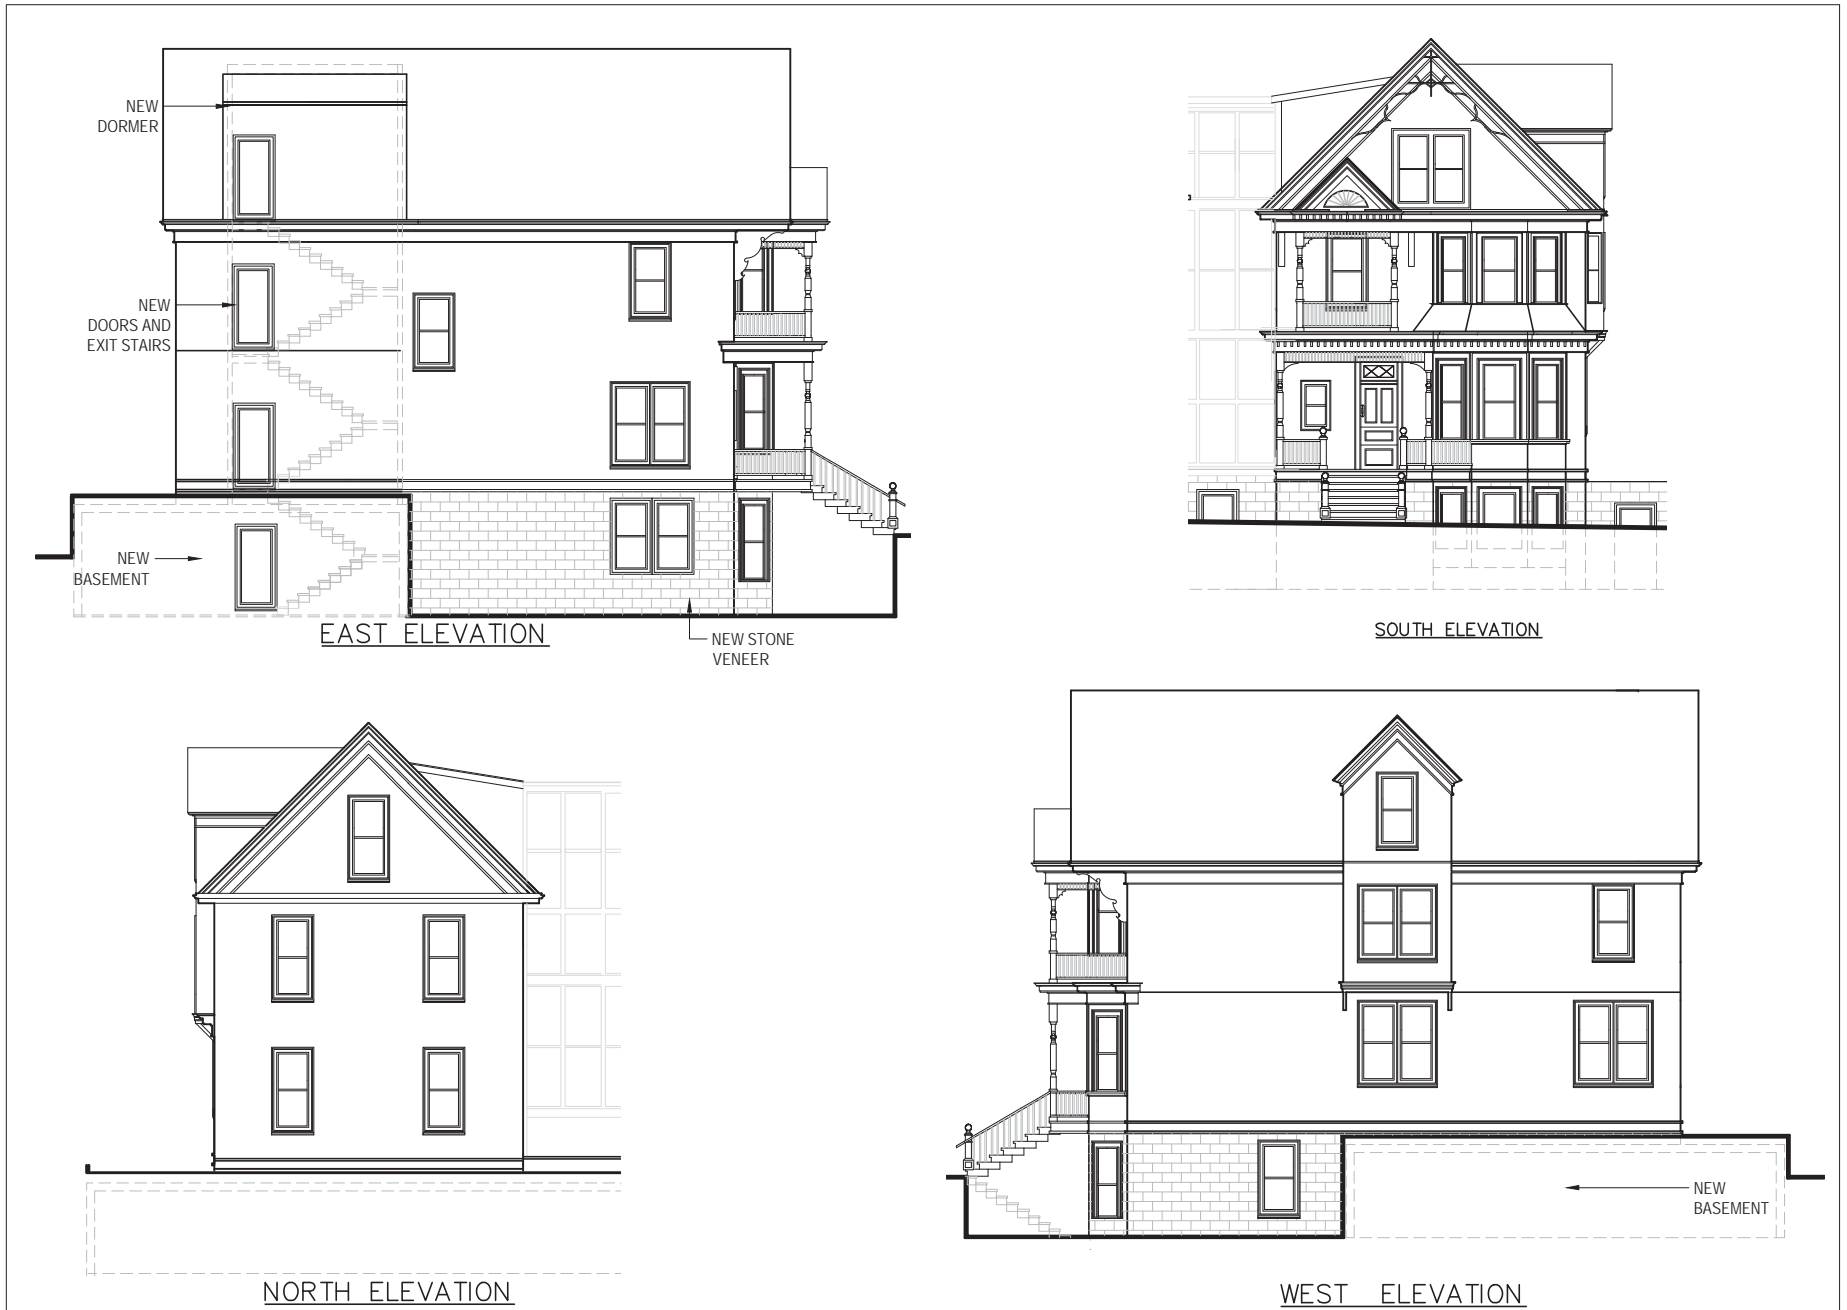 NEW
DORMER
NEW
DOORS AND
EXIT STAIRS
NEW
BASEMENT
EAST ELEVATION
NEW STONE
VENEER
SOUTH ELEVATION
NORTH ELEVATION
NEW
BASEMENT
WEST ELEVATION